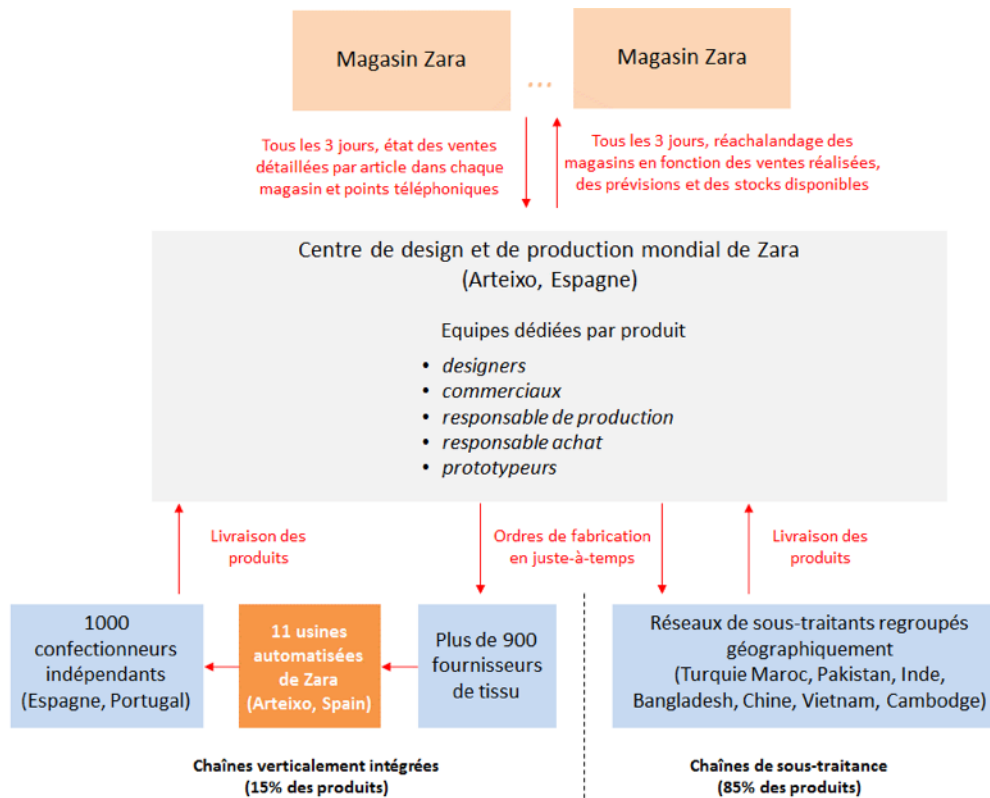 Magasin Zara
...
Magasin Zara
Tous les 3 jours, état des ventes
détaillées par article dans chaque
magasin et points téléphoniques
Tous les 3 jours, réachalandage des
magasins en fonction des ventes réalisées,
des prévisions et des stocks disponibles
Centre de design et de production mondial de Zara
(Arteixo, Espagne)
Equipes dédiées par produit
• designers
• commerciaux
• responsable de production
• responsable achat
• prototypeurs
Livraison des
produits
Ordres de fabrication
en juste-à-temps
Livraison des
produits
1000
confectionneurs
indépendants
(Espagne, Portugal)
11 usines
automatisées
de Zara
(Arteixo, Spain)
Plus de 900
fournisseurs
de tissu
Réseaux de sous-traitants regroupés
géographiquement
(Turquie Maroc, Pakistan, Inde,
Bangladesh, Chine, Vietnam, Cambodge)
Chaînes verticalement intégrées
(15% des produits)
Chaînes de sous-traitance
(85% des produits)